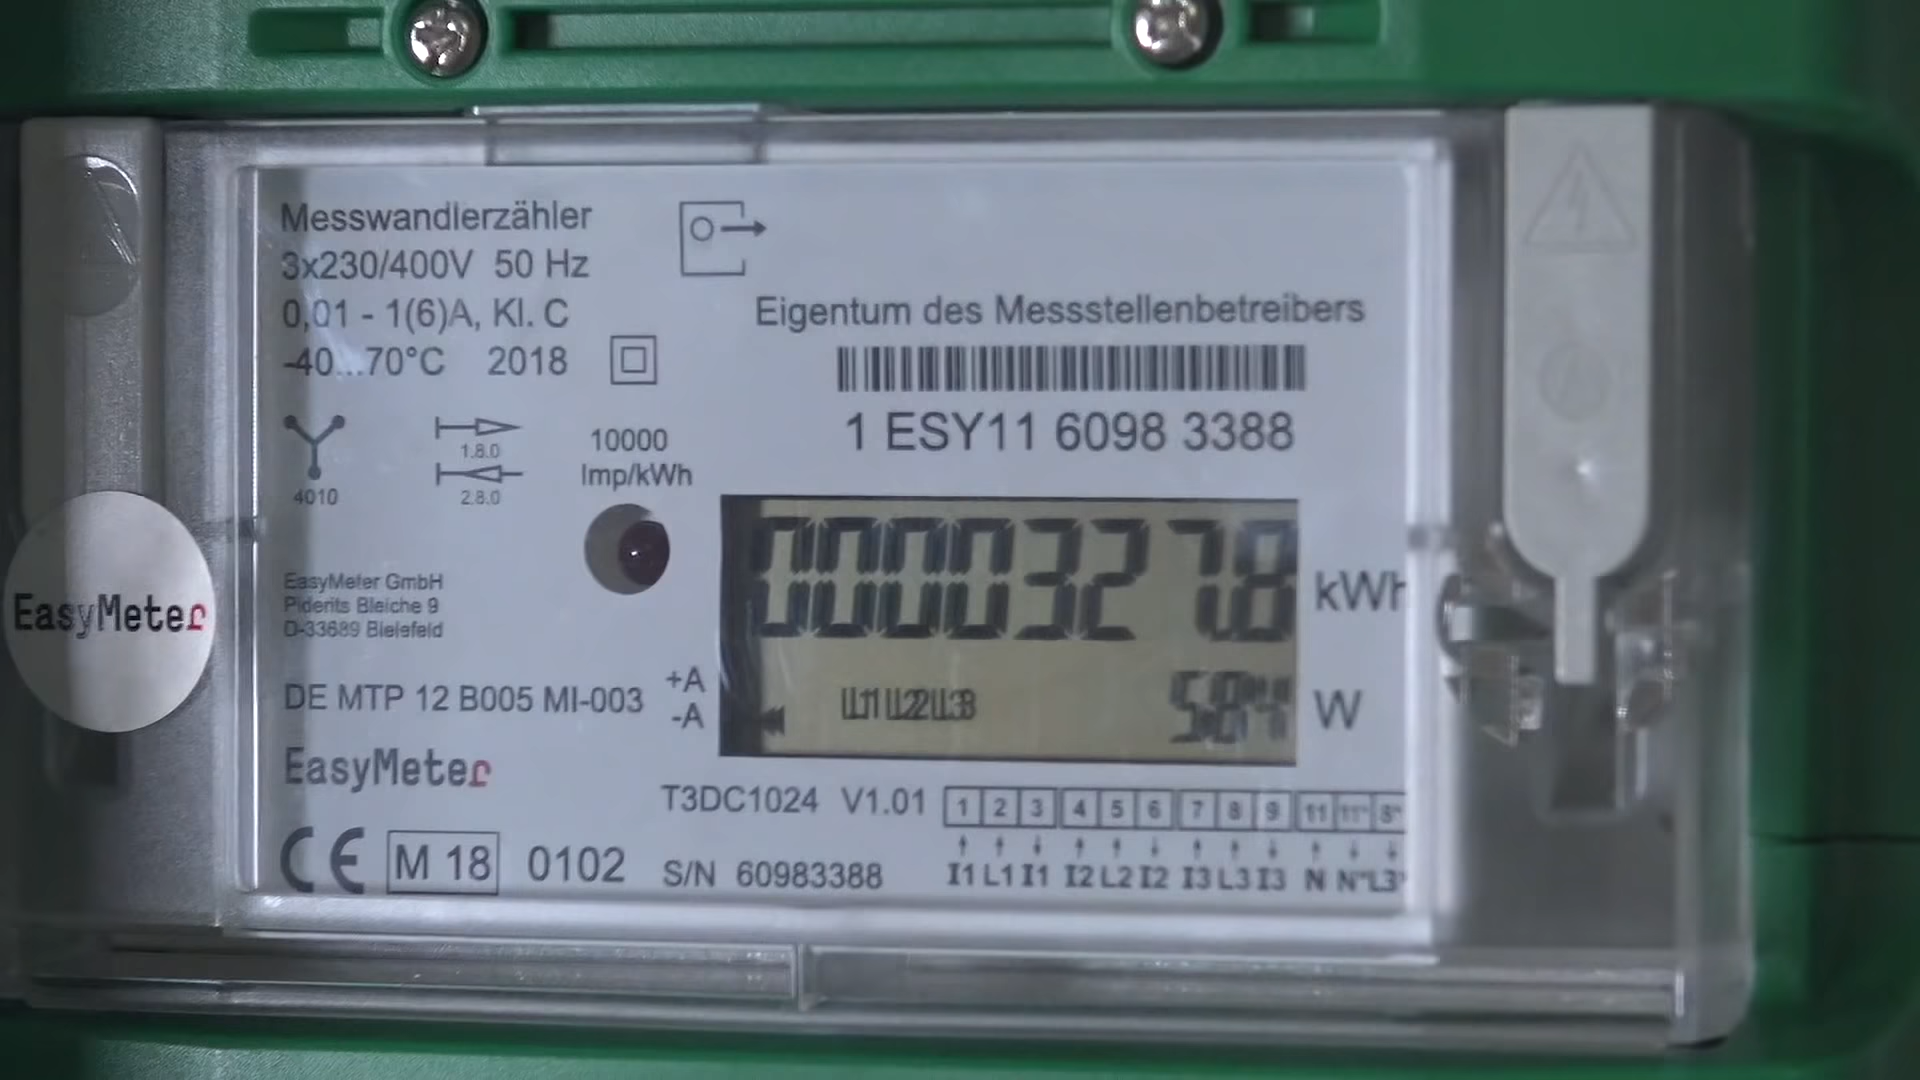 Messwandlerzähler
3x230/400V 50 Hz
0,01 - 1(6)A, Kl. C
-40...70°C 2018
Eigentum des Messstellenbetreibers
1 ESY11 6098 3388
4010
1.8.0
2.8.0
10000
Imp/kWh
EasyMeter
EasyMeter GmbH
Piderits Bleiche 9
D-33689 Bielefeld
0000327.8 kWh
+A
-A
L1 L2 L3
W
DE MTP 12 B005 MI-003
EasyMeter
T3DC1024 V1.01
1 2 3 4 5 6 7 8 9 11 11" 8"
I1 L1 I1 I2 L2 I2 I3 L3 I3 N N" L3"
CE M 18 0102
S/N 60983388